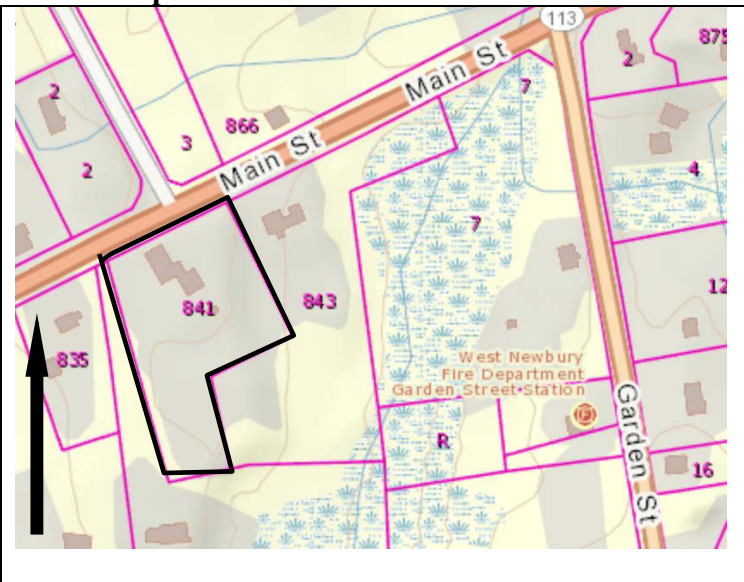 113
875
2
2
7
Main St
866
3
Main St
2
4
7
841
843
12
835
West Newbury
Fire Department
Garden Street Station
F
Garden St
R
16